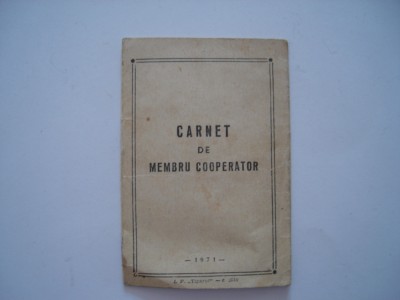 CARNET
DE
MEMBRU COOPERATOR
— 1971 —